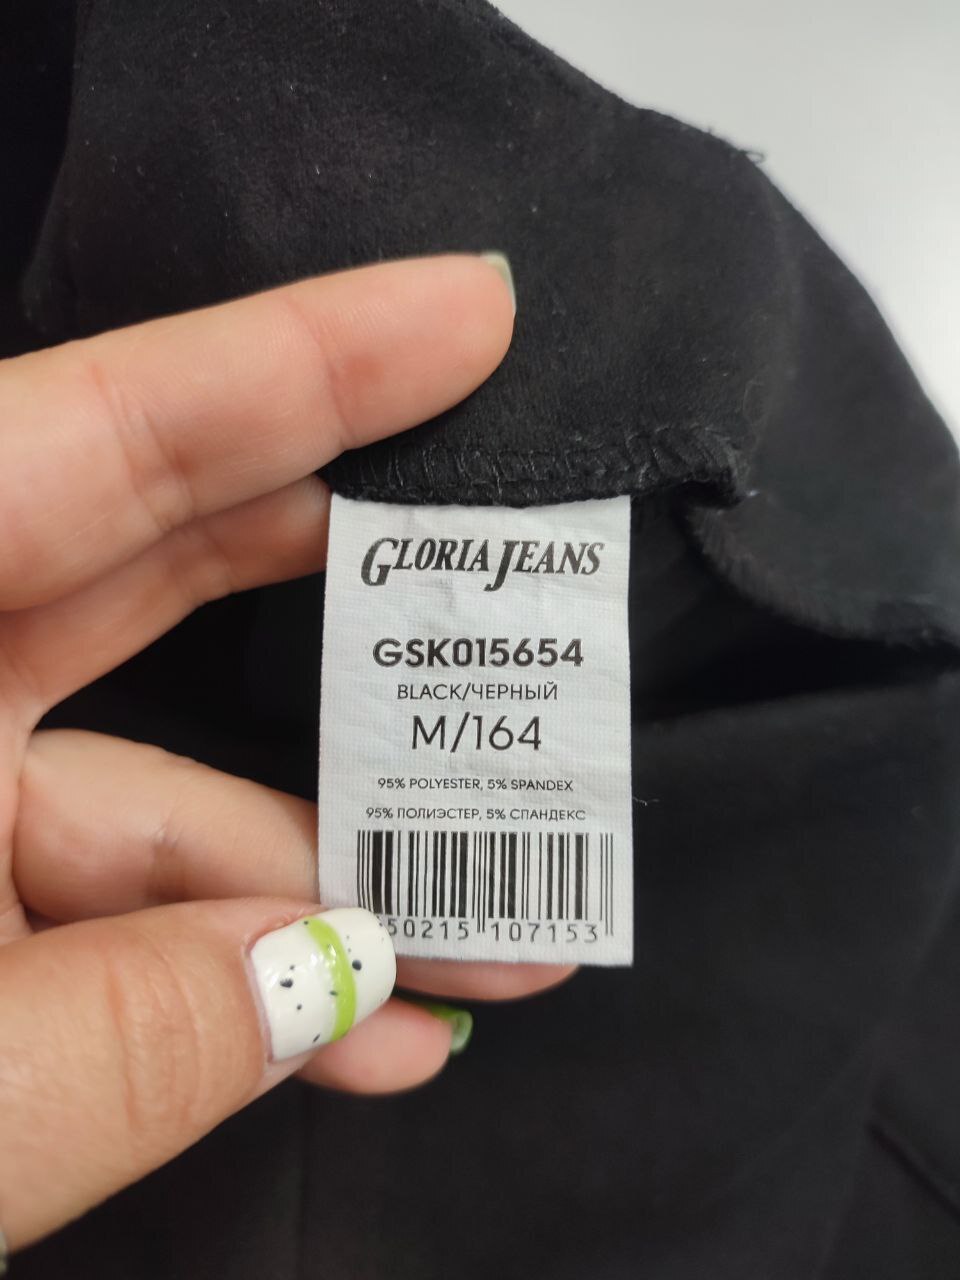 GLORIA JEANS
GSK015654
BLACK/ЧЕРНЫЙ
M/164
95% POLYESTER, 5% SPANDEX
95% ПОЛИЭСТЕР, 5% СПАНДЕКС
50215 107153